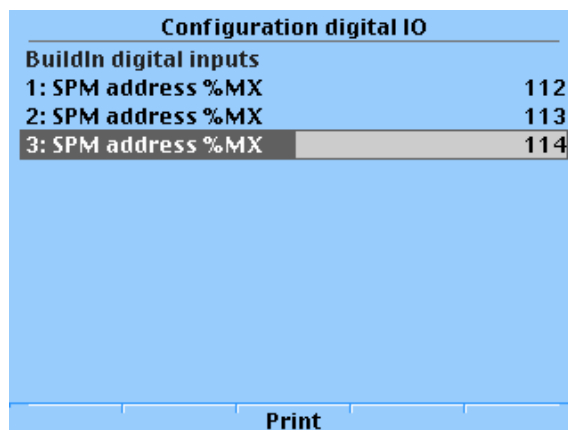 Configuration digital IO
BuildIn digital inputs
1: SPM address %MX 112
2: SPM address %MX 113
3: SPM address %MX 114
Print